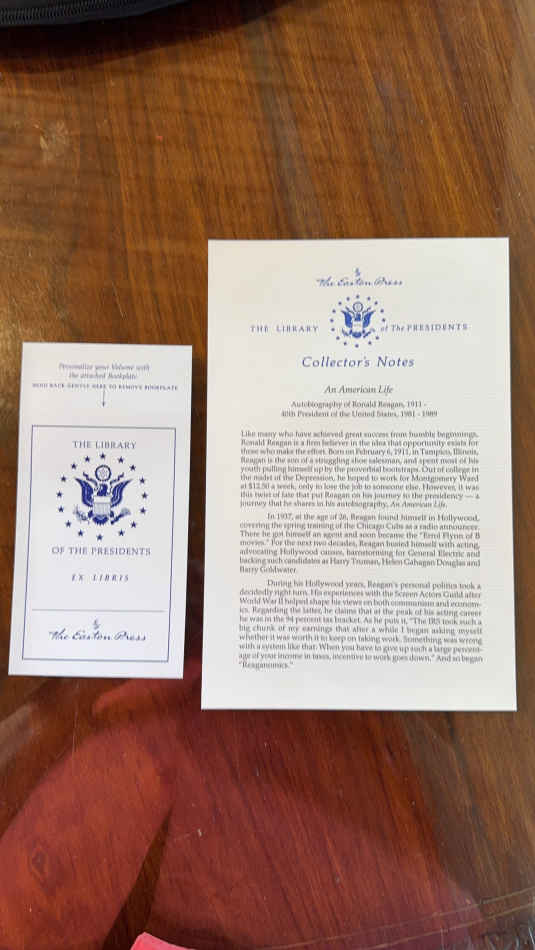 Personalize your Volume with
the attached Bookplate.
BEND BACK GENTLY HERE TO REMOVE BOOKPLATE
THE LIBRARY
OF THE PRESIDENTS
EX LIBRIS
The Easton Press
The Easton Press
THE LIBRARY of The PRESIDENTS
Collector's Notes
An American Life
Autobiography of Ronald Reagan, 1911 -
40th President of the United States, 1981 - 1989
Like many who have achieved great success from humble beginnings,
Ronald Reagan is a firm believer in the idea that opportunity exists for
those who make the effort. Born on February 6, 1911, in Tampico, Illinois,
Reagan is the son of a struggling shoe salesman, and spent most of his
youth pulling himself up by the proverbial bootstraps. Out of college in
the midst of the Depression, he hoped to work for Montgomery Ward
at $12.50 a week, only to lose the job to someone else. However, it was
this twist of fate that put Reagan on his journey to the presidency — a
journey that he shares in his autobiography, An American Life.
In 1937, at the age of 26, Reagan found himself in Hollywood,
covering the spring training of the Chicago Cubs as a radio announcer.
There he got himself an agent and soon became the "Errol Flynn of B
movies." For the next two decades, Reagan busied himself with acting,
advocating Hollywood causes, barnstorming for General Electric and
backing such candidates as Harry Truman, Helen Gahagan Douglas and
Barry Goldwater.
During his Hollywood years, Reagan's personal politics took a
decidedly right turn. His experiences with the Screen Actors Guild after
World War II helped shape his views on both communism and econom-
ics. Regarding the latter, he claims that at the peak of his acting career
he was in the 94 percent tax bracket. As he puts it, "The IRS took such a
big chunk of my earnings that after a while I began asking myself
whether it was worth it to keep on taking work. Something was wrong
with a system like that: When you have to give up such a large percent-
age of your income in taxes, incentive to work goes down." And so began
"Reaganomics."